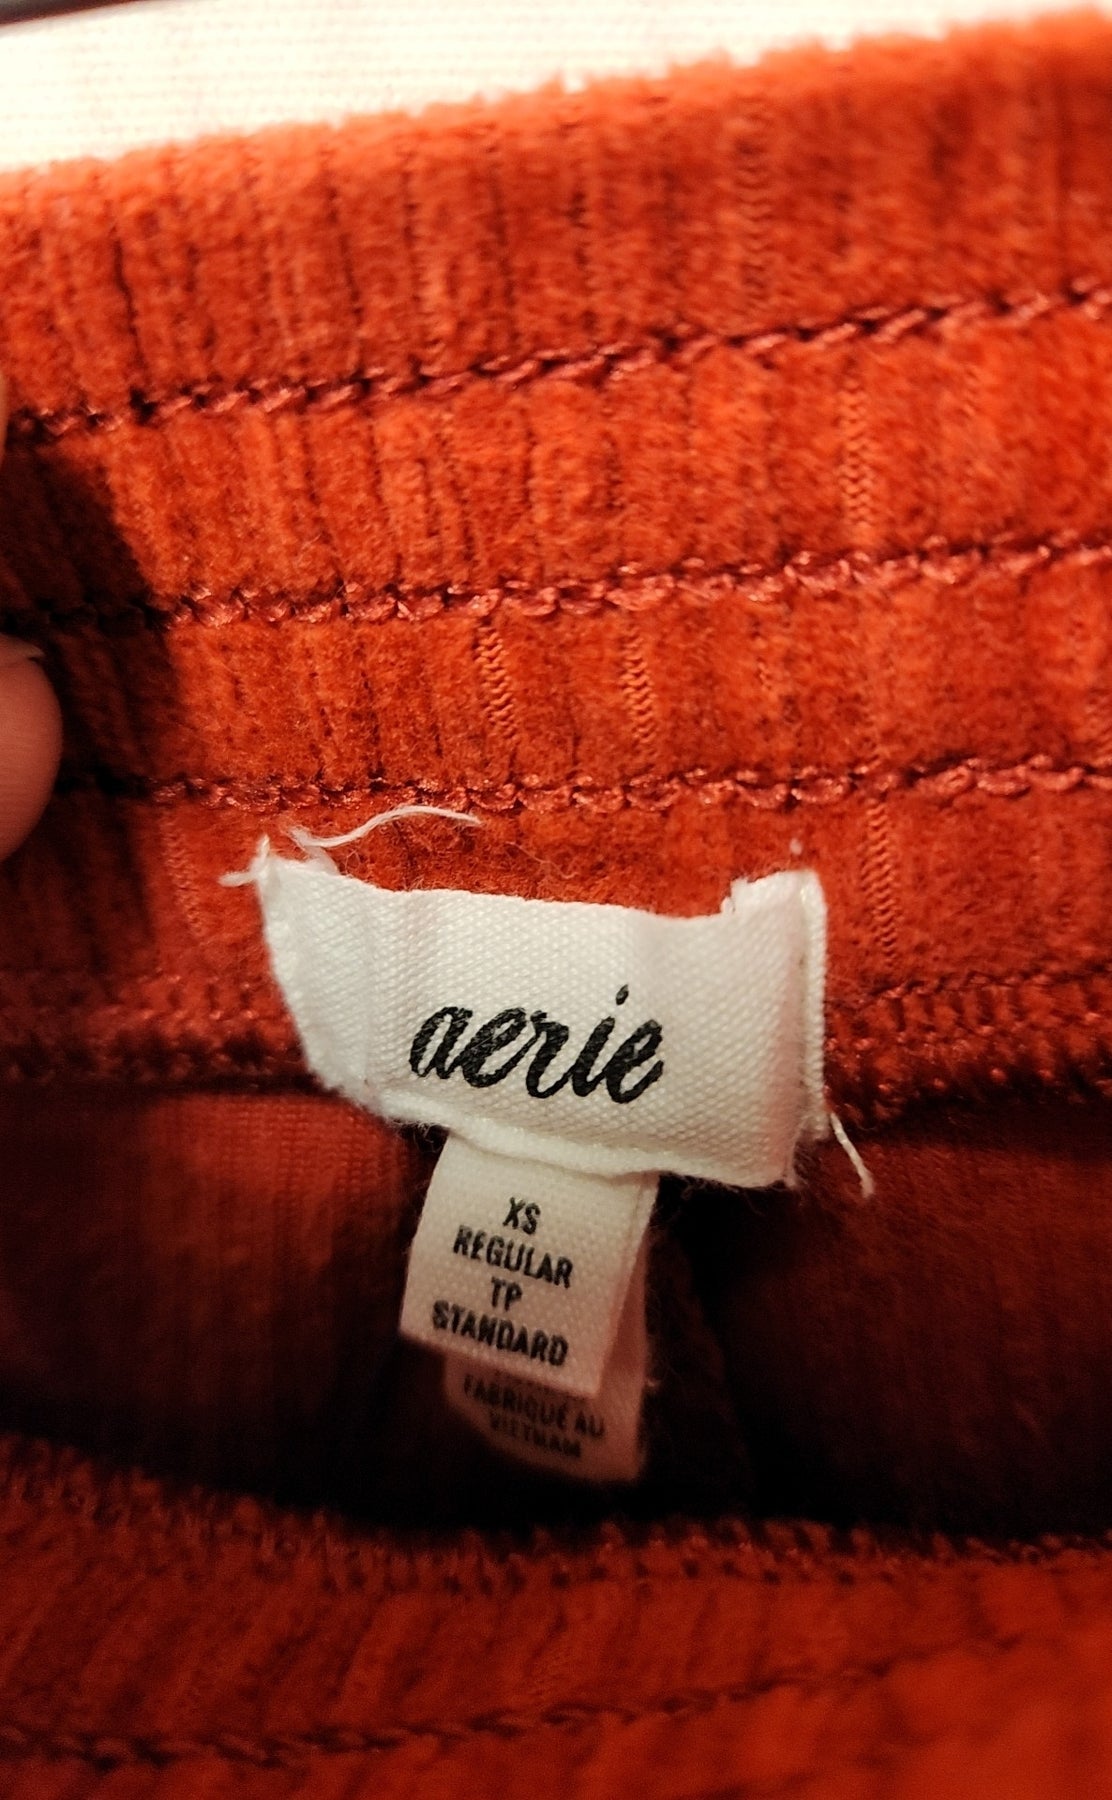 aerie
XS
REGULAR
TP
STANDARD
FABRIQUÉ AU
VIETNAM